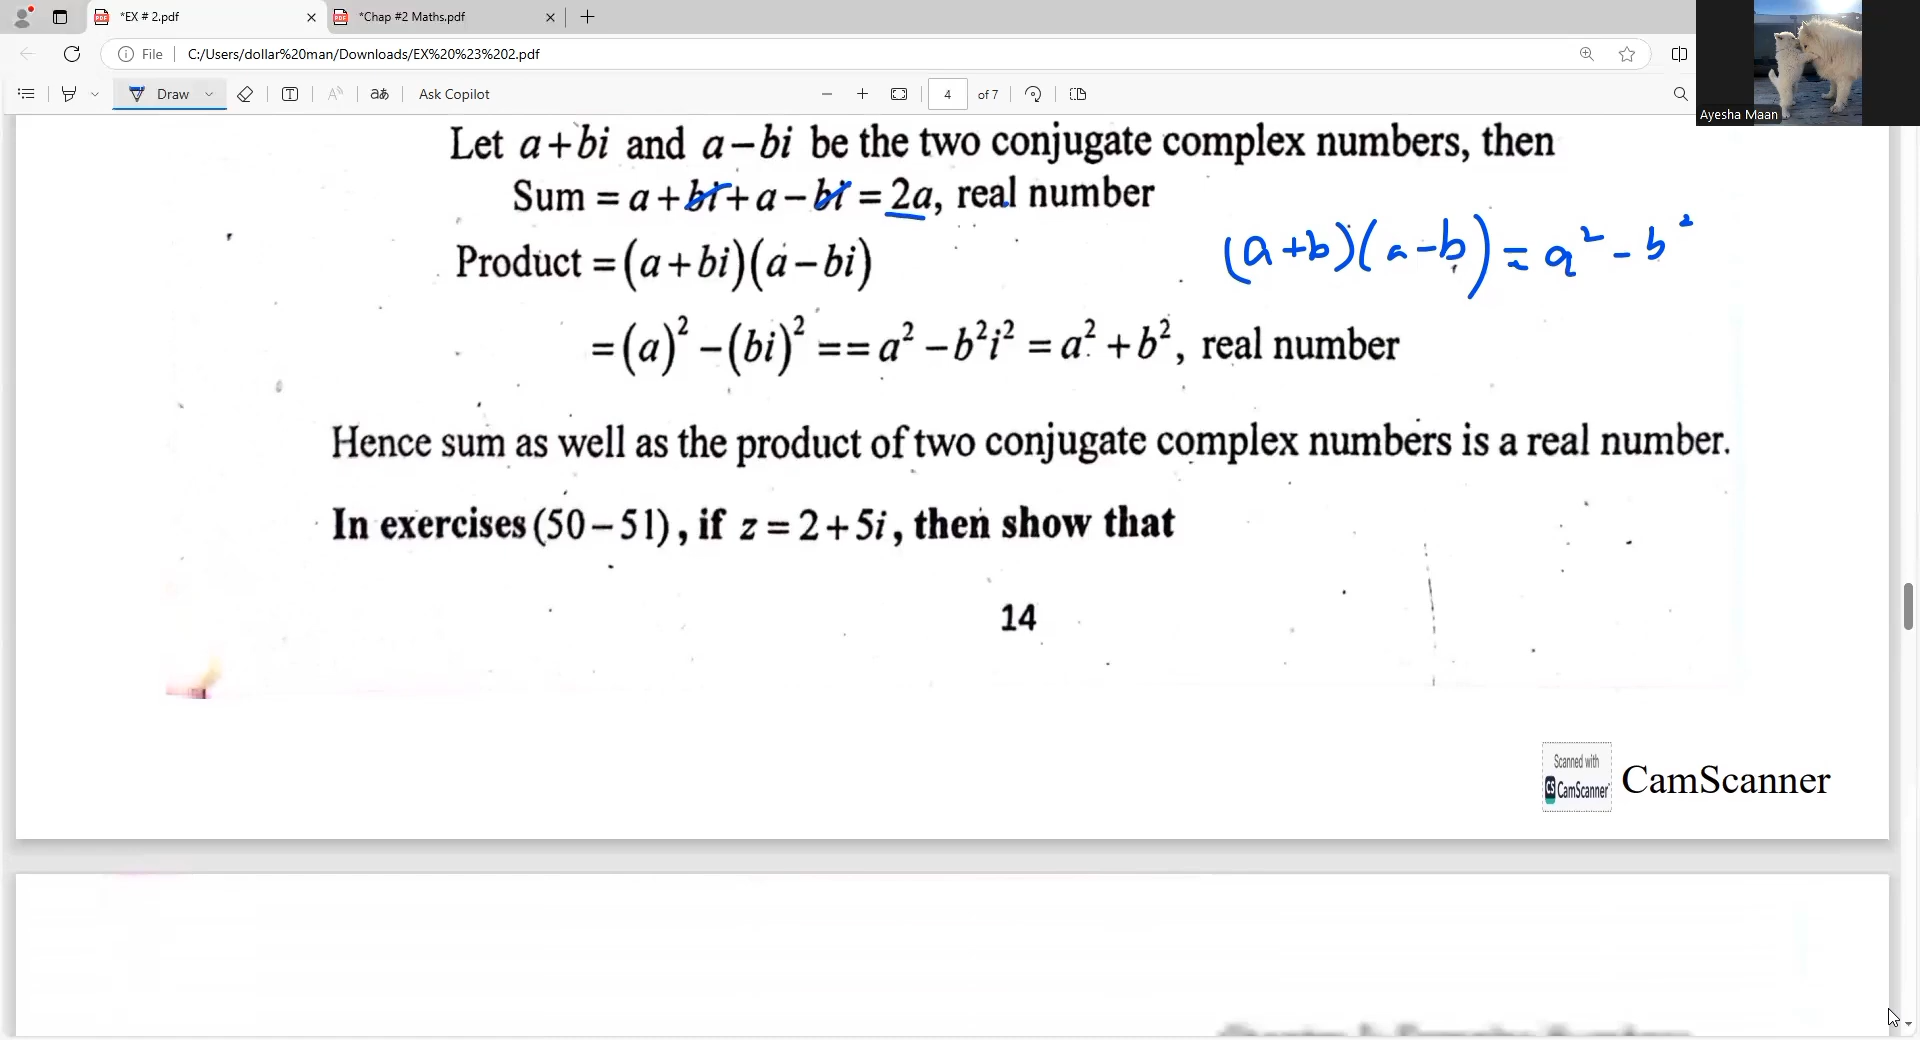 *EX # 2.pdf
*Chap #2 Maths.pdf
File C:/Users/dollar%20man/Downloads/EX%20%23%202.pdf
Draw aあ Ask Copilot 4 of 7
Ayesha Maan
Let a+bi and a−bi be the two conjugate complex numbers, then
Sum = a+bi+a−bi = 2a, real number
(a+b)(a-b) = a² - b²
Product = (a+bi)(a−bi)
= (a)² −(bi)² == a² −b²i² = a² +b², real number
Hence sum as well as the product of two conjugate complex numbers is a real number.
In exercises (50−51), if z = 2+5i, then show that
14
Scanned with
CS CamScanner
CamScanner